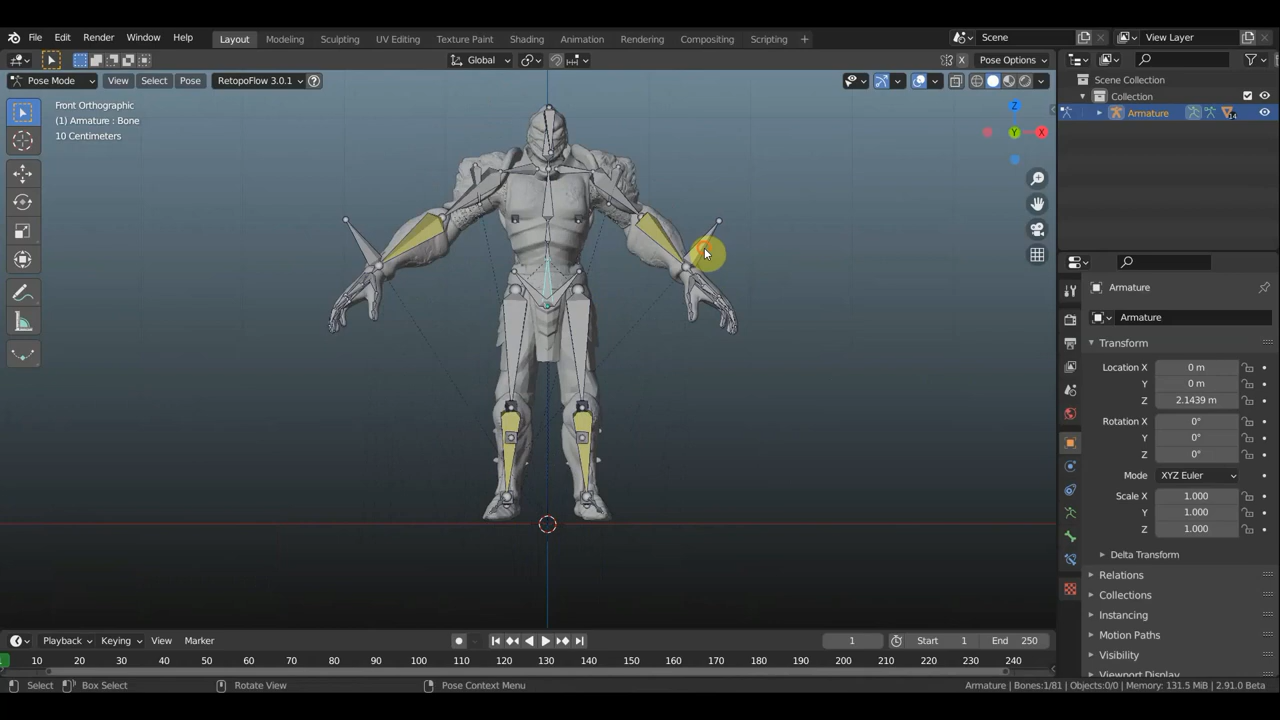 File Edit Render Window Help Layout Modeling Sculpting UV Editing Texture Paint Shading Animation Rendering Compositing Scripting + Scene View Layer
Global Pose Options
Pose Mode View Select Pose RetopoFlow 3.0.1 ?
Front Orthographic
(1) Armature : Bone
10 Centimeters
Z
Y
X
Scene Collection
Collection
Armature
14
Armature
Armature
Transform
Location X 0 m
Y 0 m
Z 2.1439 m
Rotation X 0°
Y 0°
Z 0°
Mode XYZ Euler
Scale X 1.000
Y 1.000
Z 1.000
Delta Transform
Relations
Collections
Instancing
Motion Paths
Visibility
Viewport Display
Playback Keying View Marker 1 Start 1 End 250
1 10 20 30 40 50 60 70 80 90 100 110 120 130 140 150 160 170 180 190 200 210 220 230 240
Select Box Select Rotate View Pose Context Menu Armature | Bones:1/81 | Objects:0/0 | Memory: 131.5 MiB | 2.91.0 Beta